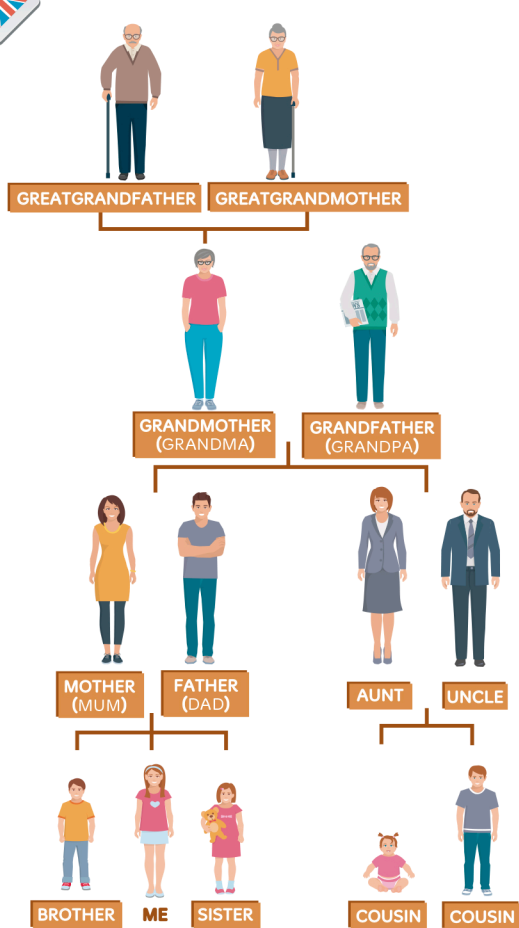 GREATGRANDFATHER
GREATGRANDMOTHER
GRANDMOTHER
(GRANDMA)
GRANDFATHER
(GRANDPA)
MOTHER
(MUM)
FATHER
(DAD)
AUNT
UNCLE
BROTHER
ME
SISTER
COUSIN
COUSIN